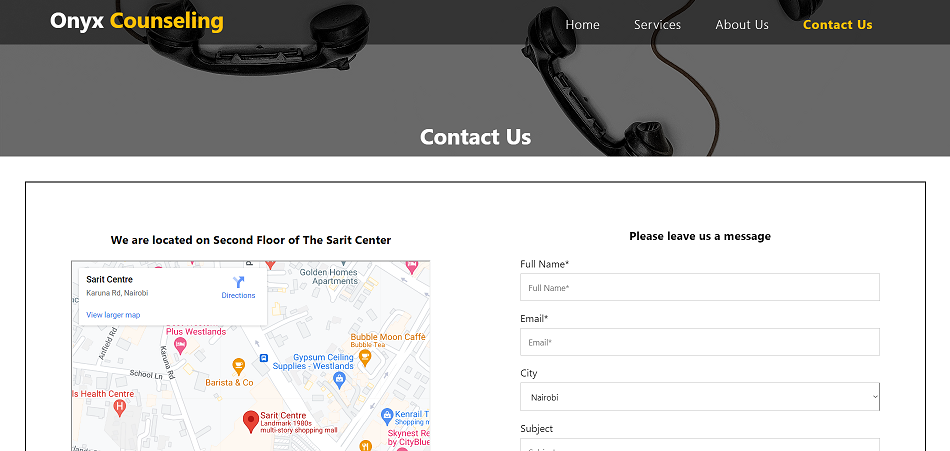 Onyx Counseling
Home Services About Us Contact Us
Contact Us
We are located on Second Floor of The Sarit Center
Sarit Centre
Karuna Rd, Nairobi
Directions
View larger map
Golden Homes
Apartments
Plus Westlands
Anfield Rd
Karuna Rd
School Ln
Bubble Moon Caffè
Bubble Tea
Gypsum Ceiling
Supplies - Westlands
Barista & Co
ls Health Centre
Sarit Centre
Landmark 1980s
multi-story shopping mall
Kenrail T
Shopping m
Skynest Re
by CityBlue
Please leave us a message
Full Name*
Full Name*
Email*
Email*
City
Nairobi
Subject